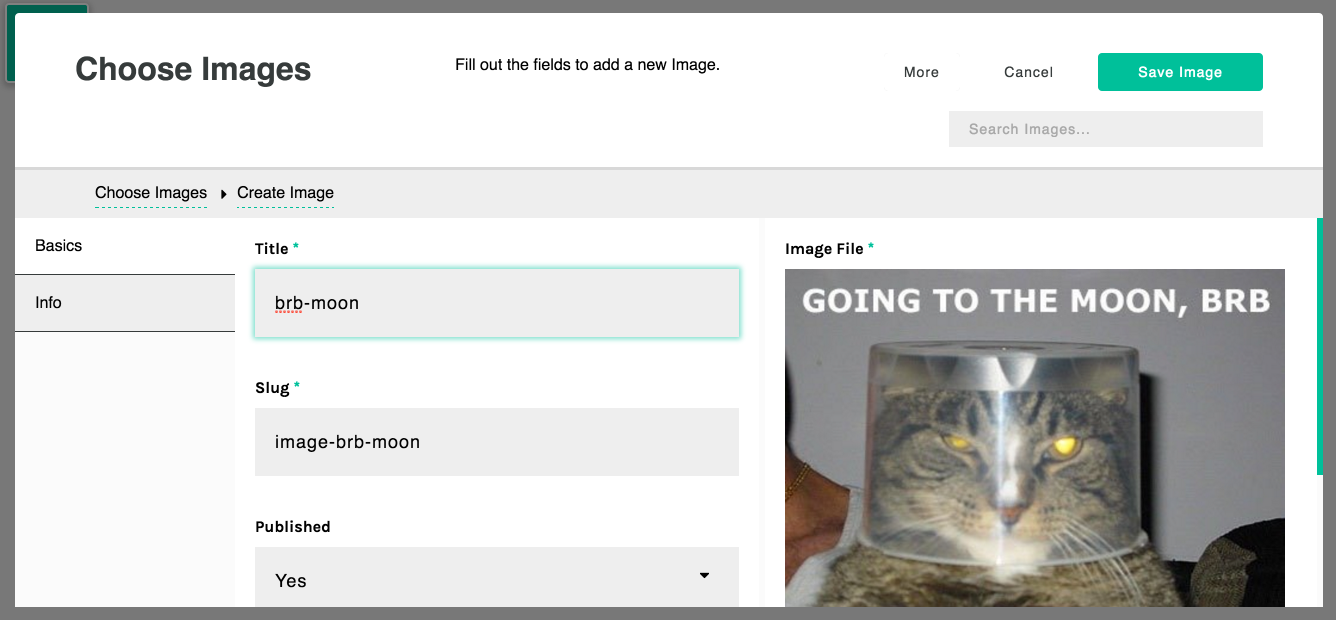 Choose Images
Fill out the fields to add a new Image.
More
Cancel
Save Image
Search Images...
Choose Images
Create Image
Basics
Info
Title *
brb-moon
Slug *
image-brb-moon
Published
Yes
Image File *
GOING TO THE MOON, BRB